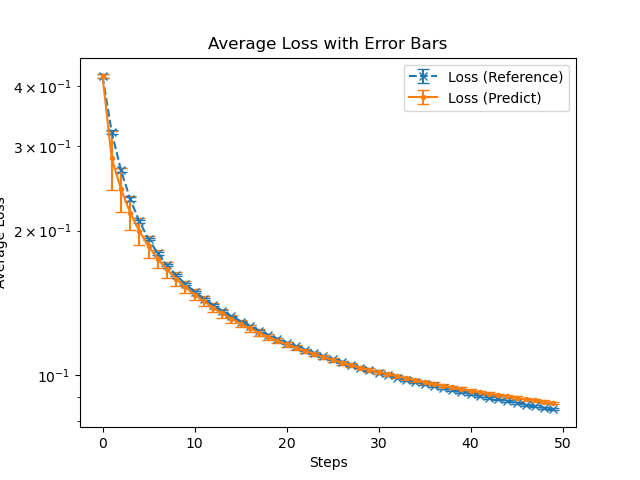 Average Loss with Error Bars
Loss (Reference)
Loss (Predict)
4 × 10⁻¹
3 × 10⁻¹
2 × 10⁻¹
10⁻¹
Average Loss
0 10 20 30 40 50
Steps